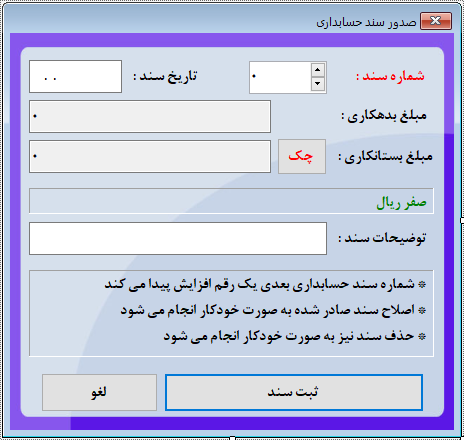 صدور سند حسابداری
شماره سند : ۰ تاریخ سند : . .
مبلغ بدهکاری : ۰
مبلغ بستانکاری : چک ۰
صفر ریال
توضیحات سند :
* شماره سند حسابداری بعدی یک رقم افزایش پیدا می کند
* اصلاح سند صادر شده به صورت خودکار انجام می شود
* حذف سند نیز به صورت خودکار انجام می شود
ثبت سند لغو